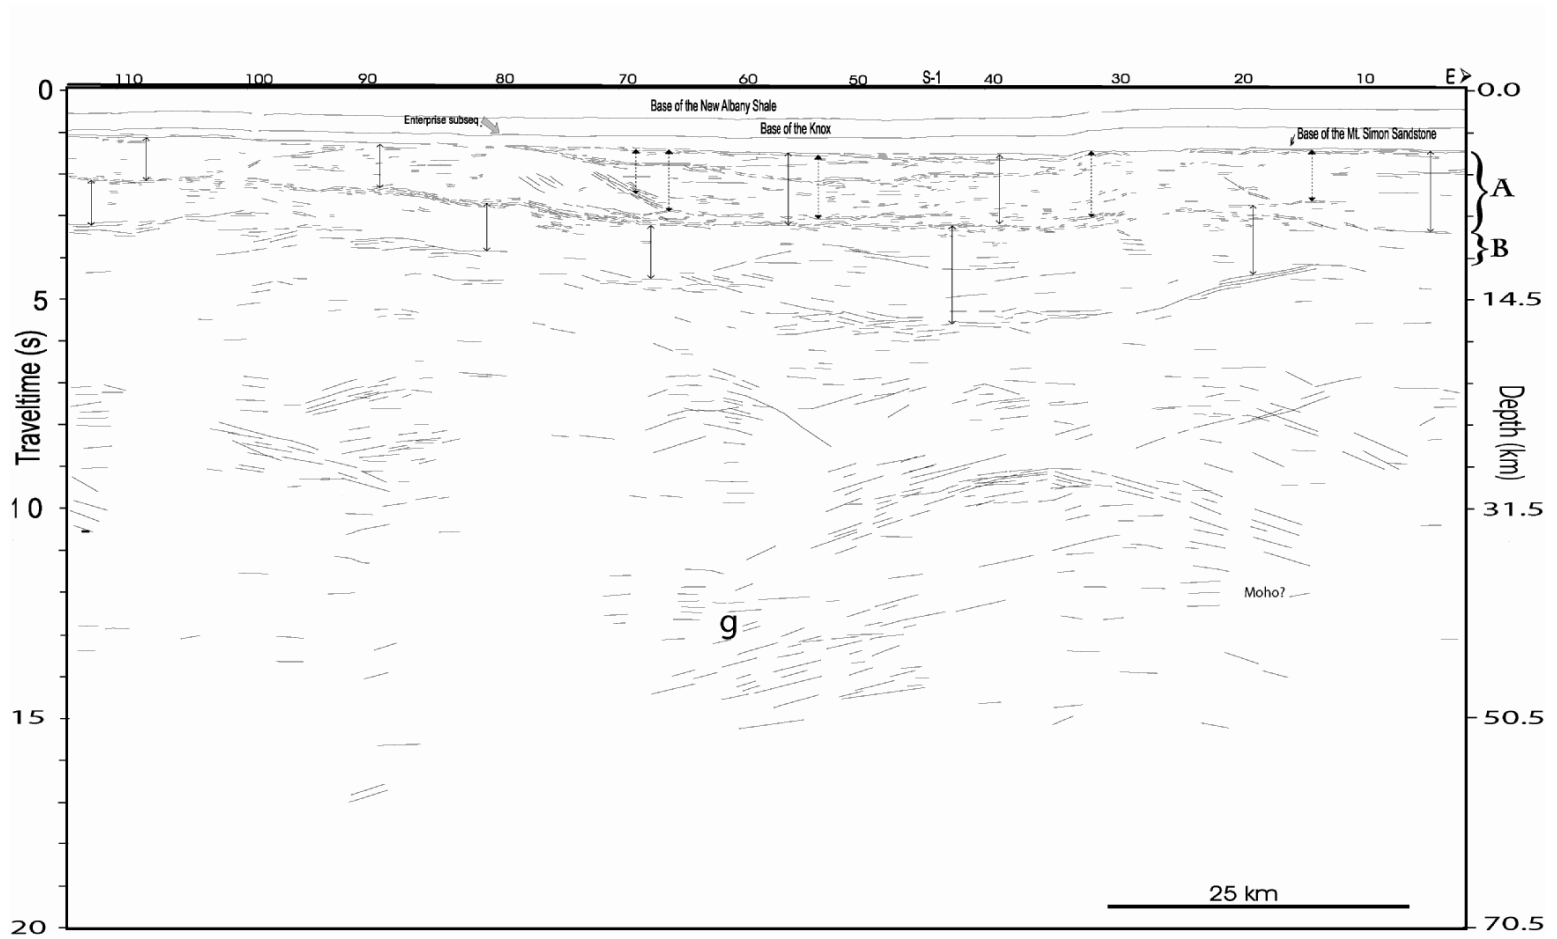 110 100 90 80 70 60 50 S-1 40 30 20 10 E
0 0.0
Base of the New Albany Shale
Enterprise subseq
Base of the Knox
Base of the Mt. Simon Sandstone
A
B
5 14.5
Traveltime (s)
Depth (km)
10 31.5
Moho?
g
15 50.5
25 km
20 70.5